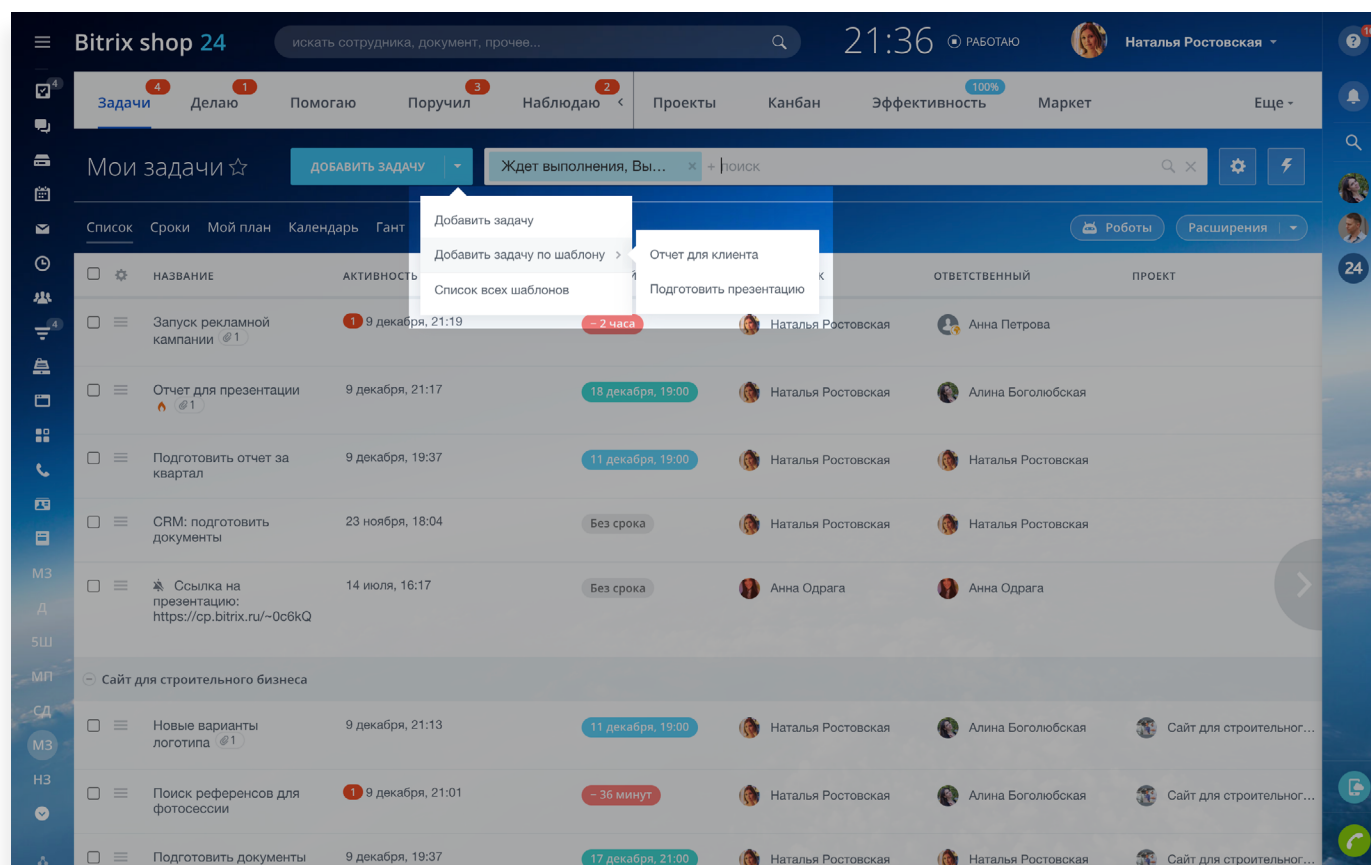 Bitrix shop 24
искать сотрудника, документ, прочее...
21:36
РАБОТАЮ
Наталья Ростовская
4
Задачи 4
Делаю 1
Помогаю
Поручил 3
Наблюдаю 2
Проекты
Канбан
Эффективность 100%
Маркет
Еще
Мои задачи
ДОБАВИТЬ ЗАДАЧУ
Ждет выполнения, Вы... × + поиск
Список Сроки Мой план Календарь Гант
Роботы
Расширения
24
Добавить задачу
Добавить задачу по шаблону
Список всех шаблонов
Отчет для клиента
Подготовить презентацию
НАЗВАНИЕ
АКТИВНОСТЬ
ОТВЕТСТВЕННЫЙ
ПРОЕКТ
4
Запуск рекламной
кампании 1
1 9 декабря, 21:19
– 2 часа
Наталья Ростовская
Анна Петрова
Отчет для презентации
1
9 декабря, 21:17
18 декабря, 19:00
Наталья Ростовская
Алина Боголюбская
Подготовить отчет за
квартал
9 декабря, 19:37
11 декабря, 19:00
Наталья Ростовская
Наталья Ростовская
CRM: подготовить
документы
23 ноября, 18:04
Без срока
Наталья Ростовская
Наталья Ростовская
Ссылка на
презентацию:
https://cp.bitrix.ru/~0c6kQ
14 июля, 16:17
Без срока
Анна Одрага
Анна Одрага
МЗ
Д
5Ш
МП
СД
МЗ
НЗ
Сайт для строительного бизнеса
Новые варианты
логотипа 1
9 декабря, 21:13
11 декабря, 19:00
Наталья Ростовская
Алина Боголюбская
Сайт для строительног...
Поиск референсов для
фотосессии
1 9 декабря, 21:01
– 36 минут
Наталья Ростовская
Алина Боголюбская
Сайт для строительног...
Подготовить документы
9 декабря, 19:37
17 декабря, 21:00
Наталья Ростовская
Наталья Ростовская
Сайт для строительног...